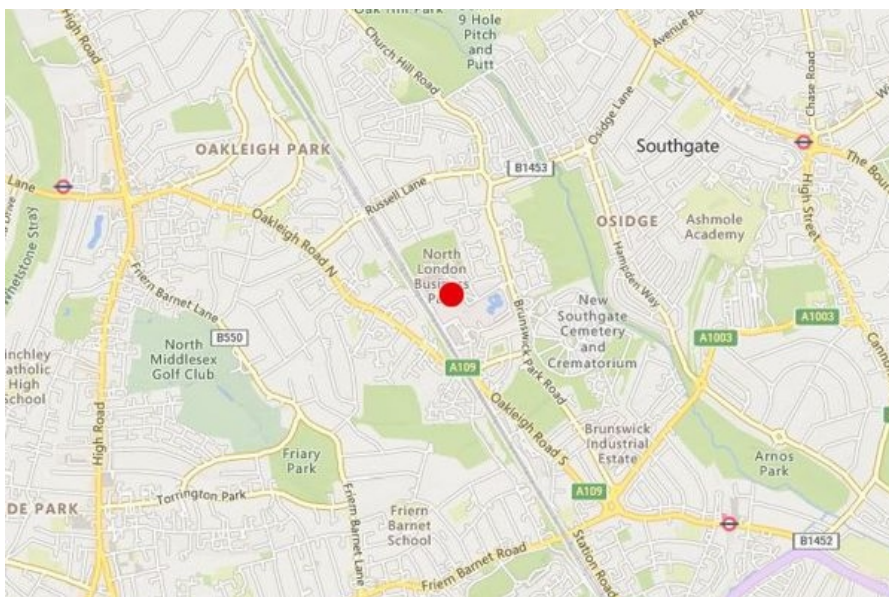 High Road
Oak Hill Park
9 Hole
Pitch
and
Putt
Avenue Ro
Chase Road
Church Hill Road
Osidge Lane
Southgate
OAKLEIGH PARK
B1453
The Bou
Lane
Russell Lane
High Street
Whetstone Stray
Oakleigh Road N
OSIDGE
Ashmole
Academy
North
London
Business
Hampden Way
Friern Barnet Lane
New
Southgate
Cemetery
and
Crematorium
A1003
A1003
B550
North
Middlesex
Golf Club
Brunswick Park Road
inchley
atholic
High
School
A109
Canno
High Road
Oakleigh Road S
Brunswick
Industrial
Estate
Friary
Park
Arnos
Park
A109
DE PARK
Torrington Park
Friern Barnet Lane
Friern
Barnet
School
B1452
Station Road
Friern Barnet Road